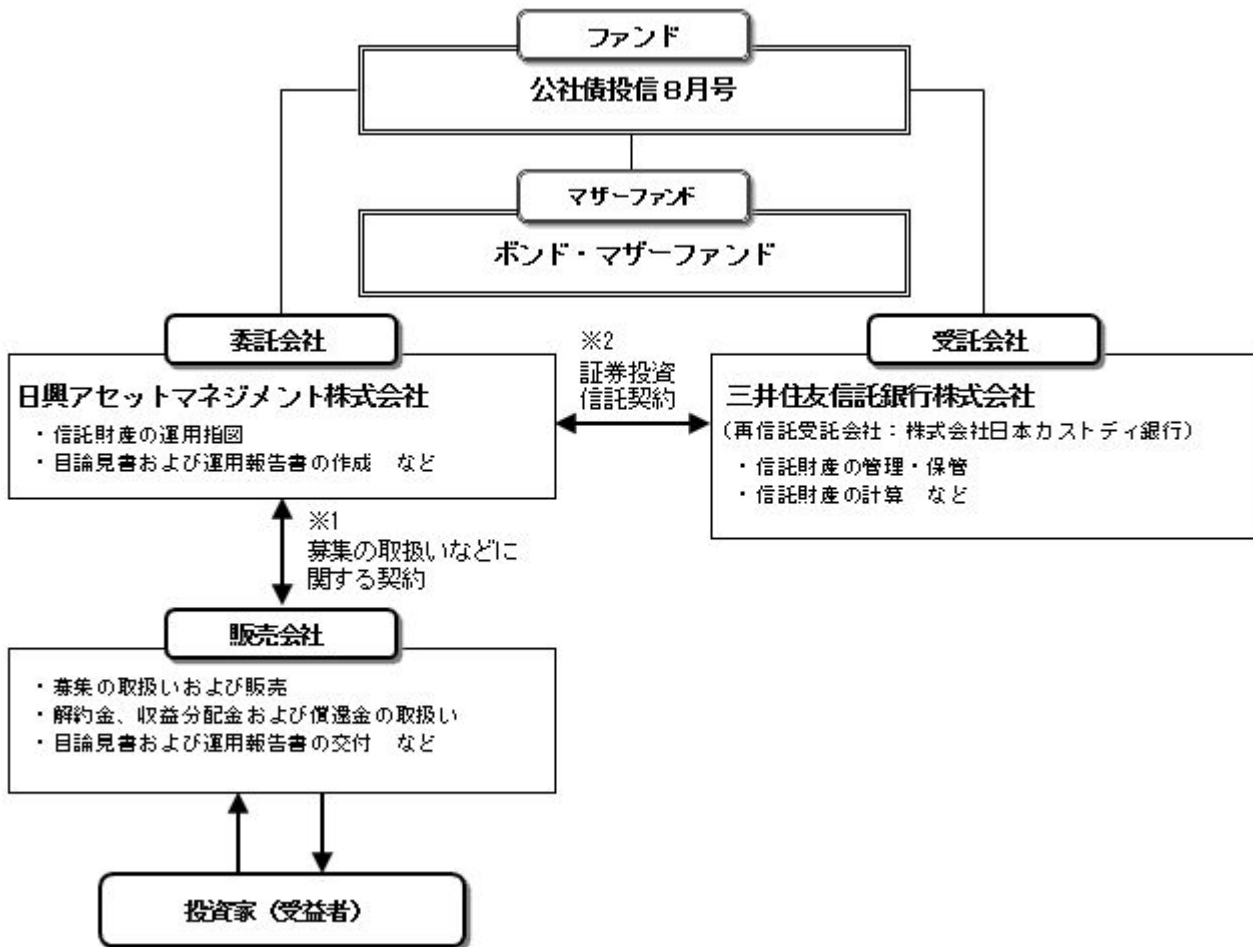 ファンド
公社債投信8月号
マザーファンド
ボンド・マザーファンド
委託会社
日興アセットマネジメント株式会社
・信託財産の運用指図
・目論見書および運用報告書の作成 など
※2
証券投資
信託契約
受託会社
三井住友信託銀行株式会社
(再信託受託会社:株式会社日本カストディ銀行)
・信託財産の管理・保管
・信託財産の計算 など
※1
募集の取扱いなどに
関する契約
販売会社
・募集の取扱いおよび販売
・解約金、収益分配金および償還金の取扱い
・目論見書および運用報告書の交付 など
投資家(受益者)